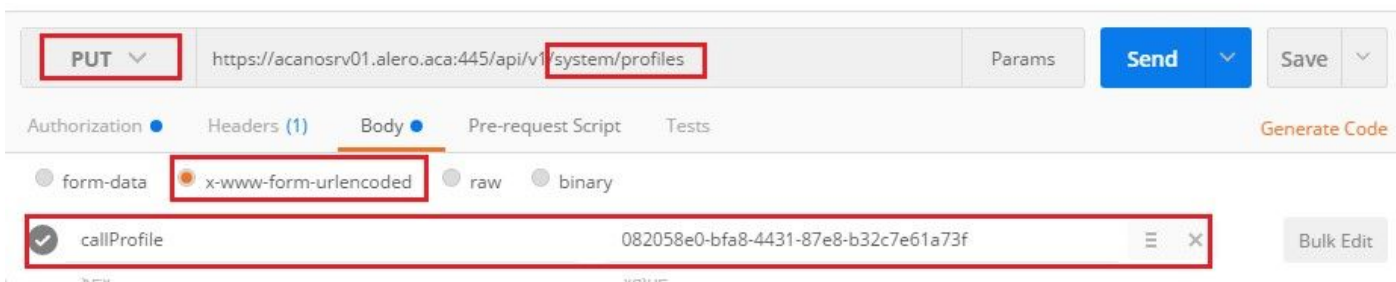 PUT https://acanosrv01.alero.aca:445/api/v1/system/profiles Params Send Save
Authorization Headers (1) Body Pre-request Script Tests Generate Code
form-data x-www-form-urlencoded raw binary
callProfile 082058e0-bfa8-4431-87e8-b32c7e61a73f Bulk Edit